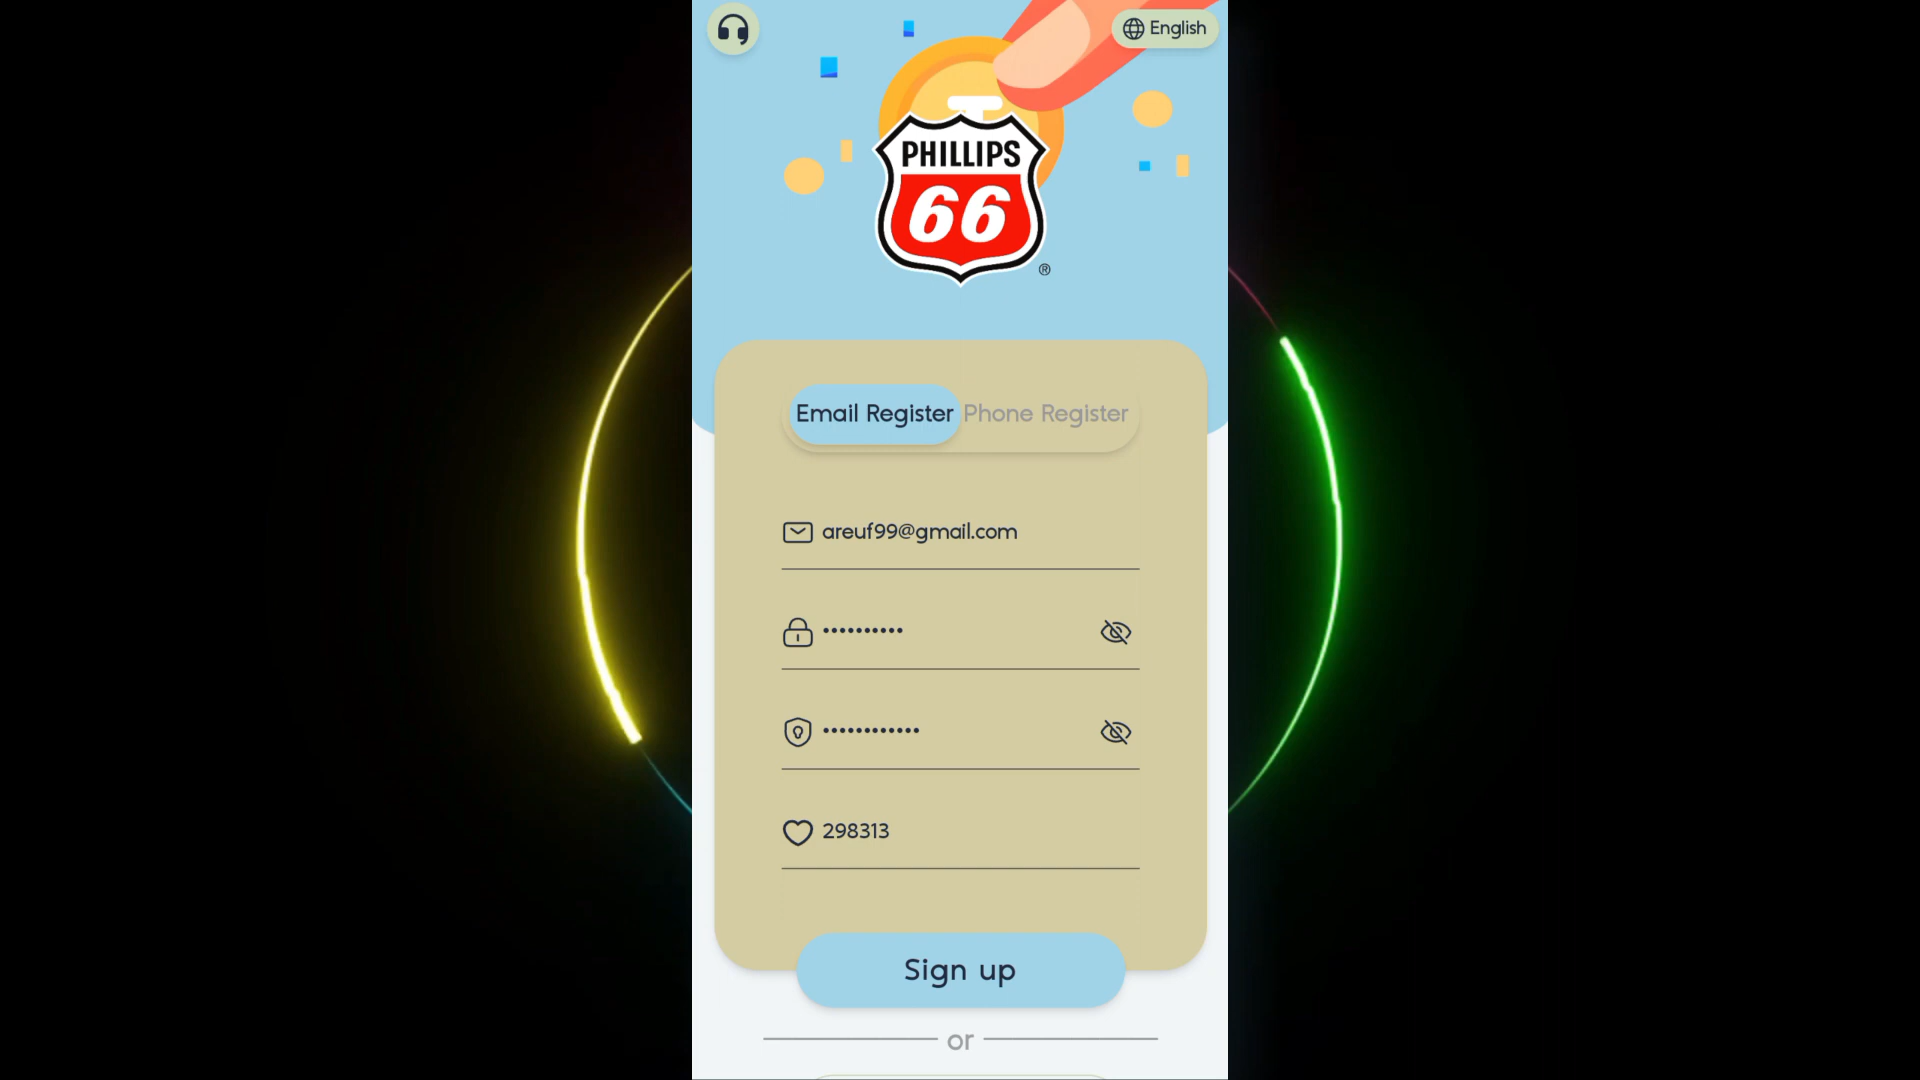 English
PHILLIPS
66
®
Email Register Phone Register
areuf99@gmail.com
••••••••••
••••••••••••
298313
Sign up
or